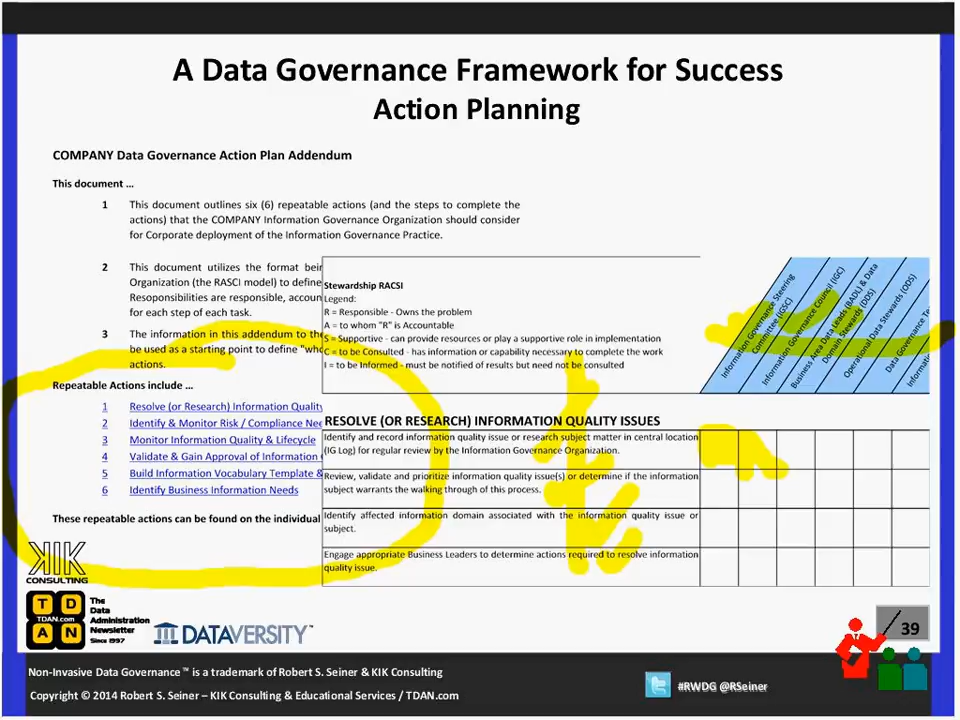 A Data Governance Framework for Success
Action Planning
COMPANY Data Governance Action Plan Addendum
This document ...
1 This document outlines six (6) repeatable actions (and the steps to complete the
actions) that the COMPANY Information Governance Organization should consider
for Corporate deployment of the Information Governance Practice.
2 This document utilizes the format bein
Organization (the RASCI model) to define
Resoponsibilities are responsible, accoun
for each step of each task.
3 The information in this addendum to the
be used as a starting point to define "who
actions.
Repeatable Actions include ...
1 Resolve (or Research) Information Quality
2 Identify & Monitor Risk / Compliance Nee
3 Monitor Information Quality & Lifecycle
4 Validate & Gain Approval of Information
5 Build Information Vocabulary Template &
6 Identify Business Information Needs
These repeatable actions can be found on the individual
Stewardship RACSI
Legend:
R = Responsible - Owns the problem
A = to whom "R" is Accountable
S = Supportive - can provide resources or play a supportive role in implementation
C = to be Consulted - has information or capability necessary to complete the work
I = to be Informed - must be notified of results but need not be consulted
Information Governance Steering
Committee (IGSC)
Information Governance Council (IGC)
Business Area Data Leads (BADL) & Data
Domain Stewards (DDS)
Operational Data Stewards (ODS)
Data Governance Te
Informati
RESOLVE (OR RESEARCH) INFORMATION QUALITY ISSUES
Identify and record information quality issue or research subject matter in central location
(IG Log) for regular review by the Information Governance Organization.
Review, validate and prioritize information quality issue(s) or determine if the information
subject warrants the walking through of this process.
Identify affected information domain associated with the information quality issue or
subject.
Engage appropriate Business Leaders to determine actions required to resolve information
quality issue.
KIK
CONSULTING
TDAN.com
The
Data
Administration
Newsletter
Since 1997
DATAVERSITY™
39
Non-Invasive Data Governance™ is a trademark of Robert S. Seiner & KIK Consulting
Copyright © 2014 Robert S. Seiner – KIK Consulting & Educational Services / TDAN.com
#RWDG @RSeiner